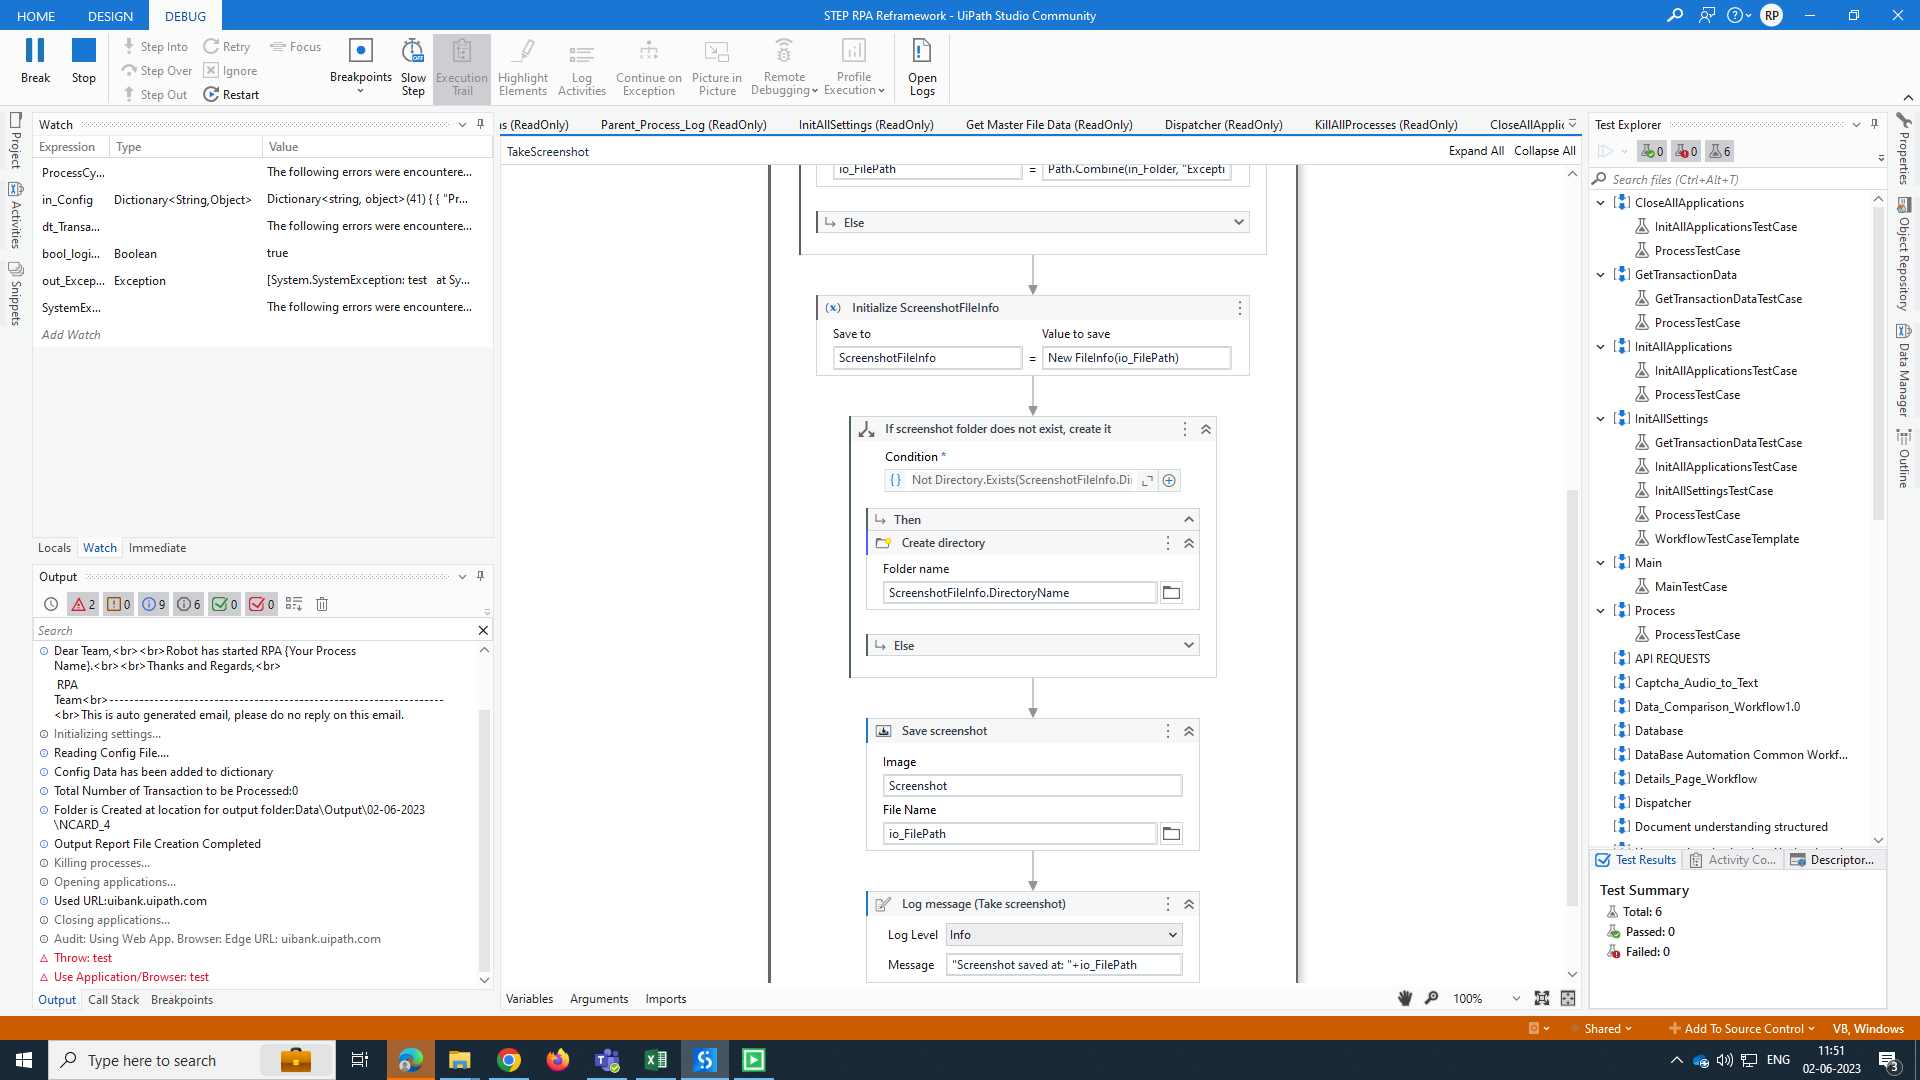 HOME
DESIGN
DEBUG
STEP RPA Reframework - UiPath Studio Community
RP
Break
Stop
Step Into
Step Over
Step Out
Retry
Ignore
Restart
Focus
Breakpoints
Slow Step
Execution Trail
Highlight Elements
Log Activities
Continue on Exception
Picture in Picture
Remote Debugging
Profile Execution
Open Logs
Project
Activities
Snippets
Watch
Expression Type Value
ProcessCy... The following errors were encountere...
in_Config Dictionary<String,Object> Dictionary<string, object>(41) { { "Pr...
dt_Transa... The following errors were encountere...
bool_logi... Boolean true
out_Excep... Exception [System.SystemException: test at Sy...
SystemEx... The following errors were encountere...
Add Watch
Locals Watch Immediate
Output
2 0 9 6 0 0
Search
Dear Team,<br><br>Robot has started RPA {Your Process
Name}.<br><br>Thanks and Regards,<br>
RPA
Team<br>-------------------------------------------------------------------
<br>This is auto generated email, please do no reply on this email.
Initializing settings...
Reading Config File....
Config Data has been added to dictionary
Total Number of Transaction to be Processed:0
Folder is Created at location for output folder:Data\Output\02-06-2023
\NCARD_4
Output Report File Creation Completed
Killing processes...
Opening applications...
Used URL:uibank.uipath.com
Closing applications...
Audit: Using Web App. Browser: Edge URL: uibank.uipath.com
Throw: test
Use Application/Browser: test
Output Call Stack Breakpoints
ns (ReadOnly) Parent_Process_Log (ReadOnly) InitAllSettings (ReadOnly) Get Master File Data (ReadOnly) Dispatcher (ReadOnly) KillAllProcesses (ReadOnly) CloseAllApplic
TakeScreenshot
Expand All Collapse All
io_FilePath = Path.Combine(in_Folder, "Excepti
Else
(x) Initialize ScreenshotFileInfo
Save to Value to save
ScreenshotFileInfo = New FileInfo(io_FilePath)
If screenshot folder does not exist, create it
Condition *
{} Not Directory.Exists(ScreenshotFileInfo.Di
Then
Create directory
Folder name
ScreenshotFileInfo.DirectoryName
Else
Save screenshot
Image
Screenshot
File Name
io_FilePath
Log message (Take screenshot)
Log Level Info
Message "Screenshot saved at: "+io_FilePath
Variables Arguments Imports
100%
Test Explorer
0 0 6
Search files (Ctrl+Alt+T)
CloseAllApplications
InitAllApplicationsTestCase
ProcessTestCase
GetTransactionData
GetTransactionDataTestCase
ProcessTestCase
InitAllApplications
InitAllApplicationsTestCase
ProcessTestCase
InitAllSettings
GetTransactionDataTestCase
InitAllApplicationsTestCase
InitAllSettingsTestCase
ProcessTestCase
WorkflowTestCaseTemplate
Main
MainTestCase
Process
ProcessTestCase
API REQUESTS
Captcha_Audio_to_Text
Data_Comparison_Workflow1.0
Database
DataBase Automation Common Workf...
Details_Page_Workflow
Dispatcher
Document understanding structured
Test Results Activity Co... Descriptor...
Test Summary
Total: 6
Passed: 0
Failed: 0
Properties
Object Repository
Data Manager
Outline
Shared
Add To Source Control
VB, Windows
Type here to search
ENG
11:51
02-06-2023
3